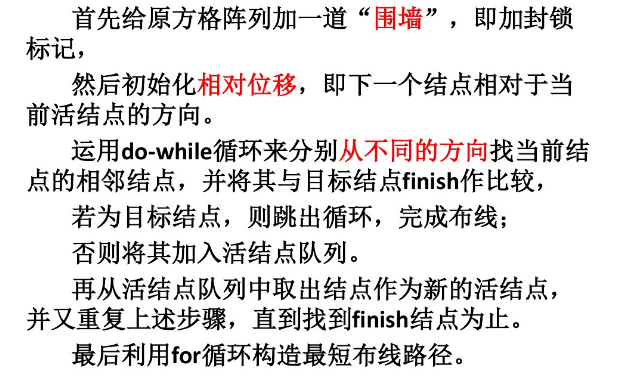 首先给原方格阵列加一道“围墙”，即加封锁
标记，
然后初始化相对位移，即下一个结点相对于当
前活结点的方向。
运用do-while循环来分别从不同的方向找当前结
点的相邻结点，并将其与目标结点finish作比较，
若为目标结点，则跳出循环，完成布线；
否则将其加入活结点队列。
再从活结点队列中取出结点作为新的活结点，
并又重复上述步骤，直到找到finish结点为止。
最后利用for循环构造最短布线路径。